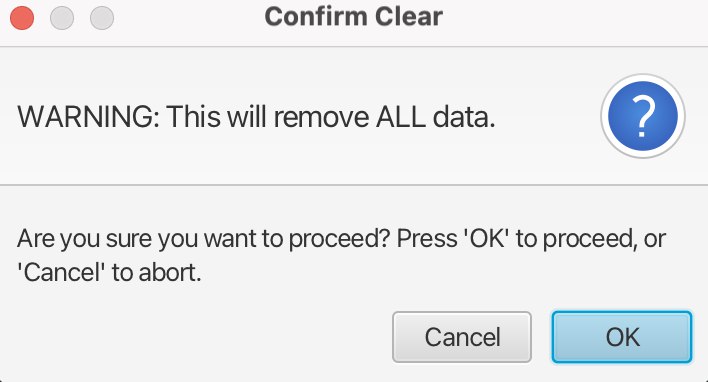 Confirm Clear
WARNING: This will remove ALL data.
?
Are you sure you want to proceed? Press 'OK' to proceed, or
'Cancel' to abort.
Cancel
OK